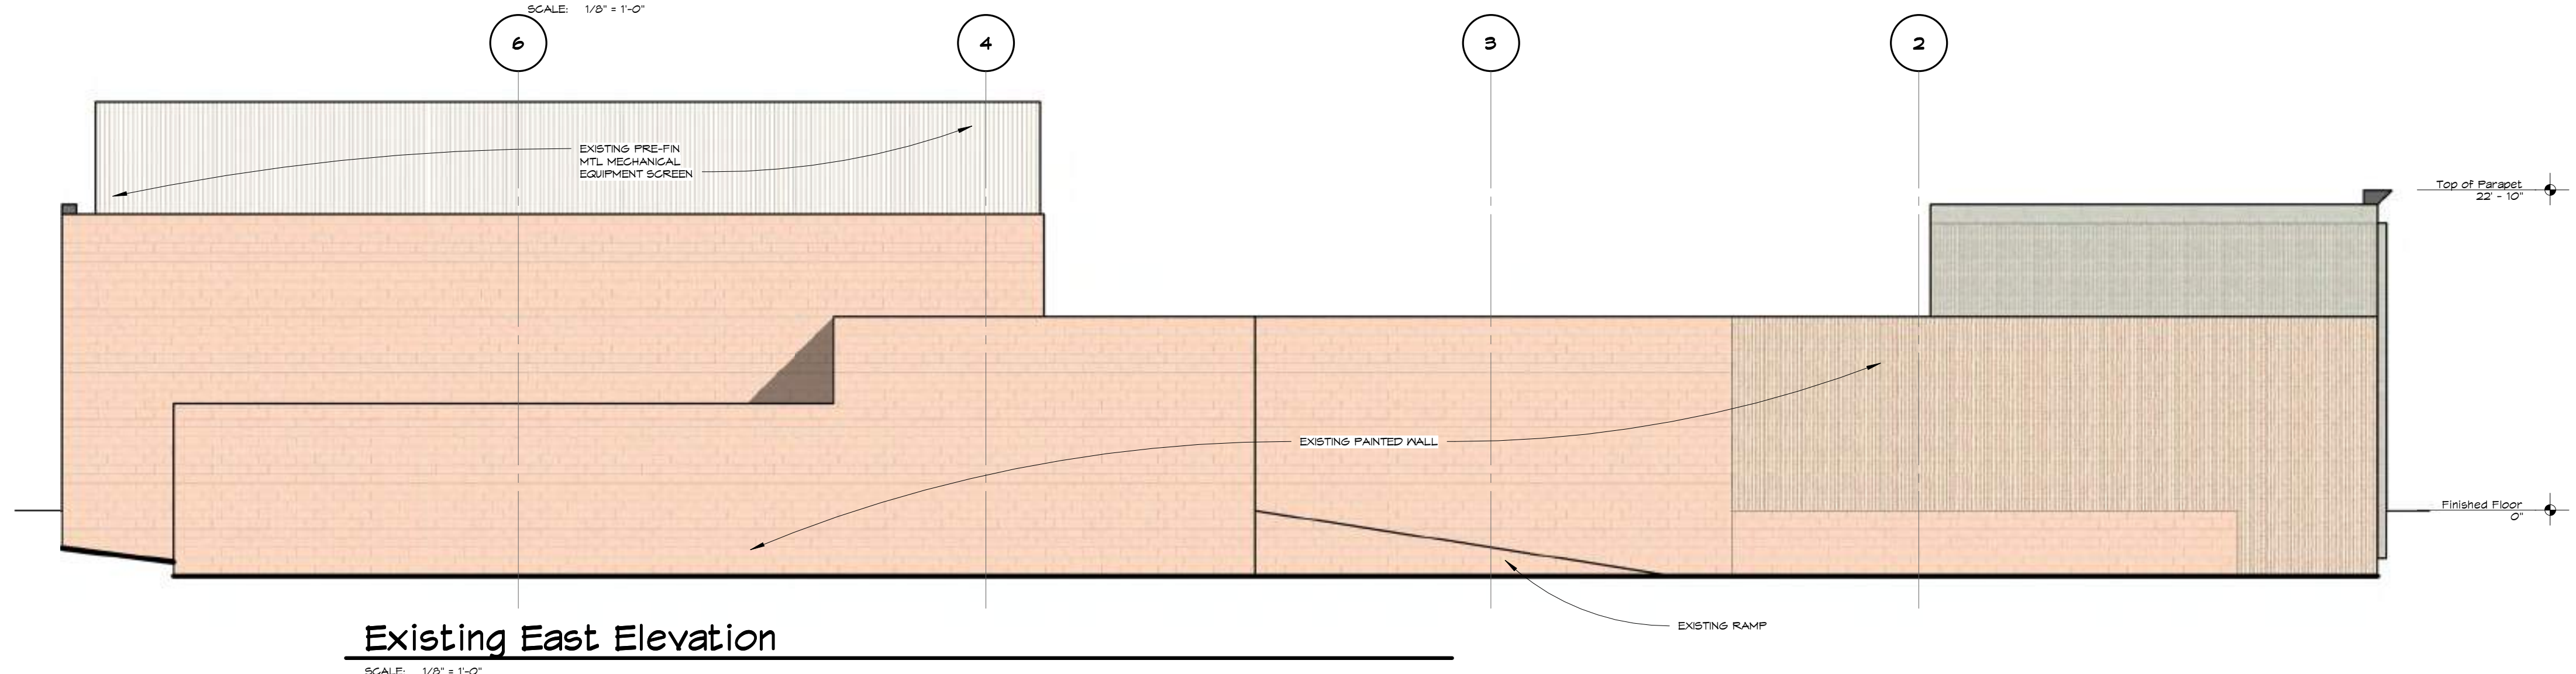 SCALE: 1/8" = 1'-0"
6
4
3
2
EXISTING PRE-FIN
MTL MECHANICAL
EQUIPMENT SCREEN
Top of Parapet
22' - 10"
EXISTING PAINTED WALL
Finished Floor
0"
EXISTING RAMP
Existing East Elevation
SCALE: 1/8" = 1'-0"